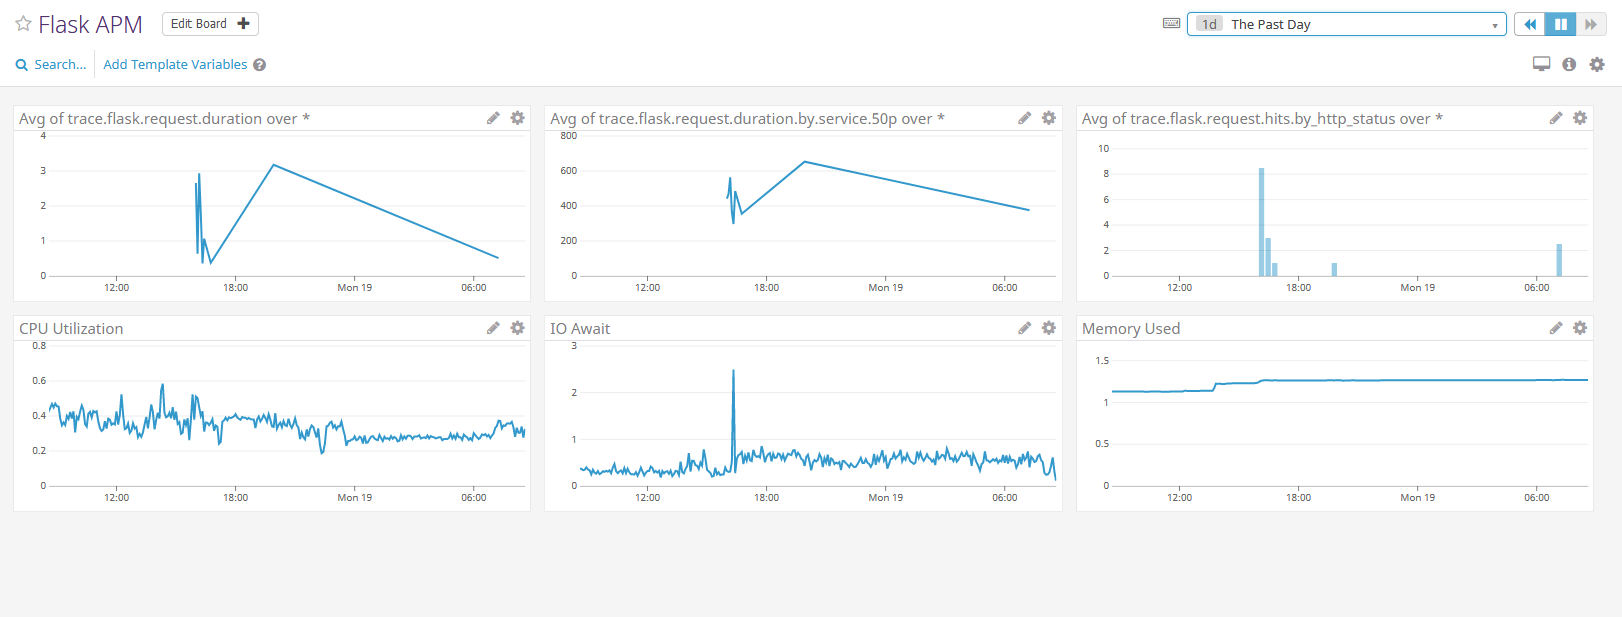 Flask APM
Edit Board
1d The Past Day
Search...
Add Template Variables
Avg of trace.flask.request.duration over *
4
3
2
1
0
12:00 18:00 Mon 19 06:00
Avg of trace.flask.request.duration.by.service.50p over *
800
600
400
200
0
12:00 18:00 Mon 19 06:00
Avg of trace.flask.request.hits.by_http_status over *
10
8
6
4
2
0
12:00 18:00 Mon 19 06:00
CPU Utilization
0.8
0.6
0.4
0.2
0
12:00 18:00 Mon 19 06:00
IO Await
3
2
1
0
12:00 18:00 Mon 19 06:00
Memory Used
1.5
1
0.5
0
12:00 18:00 Mon 19 06:00